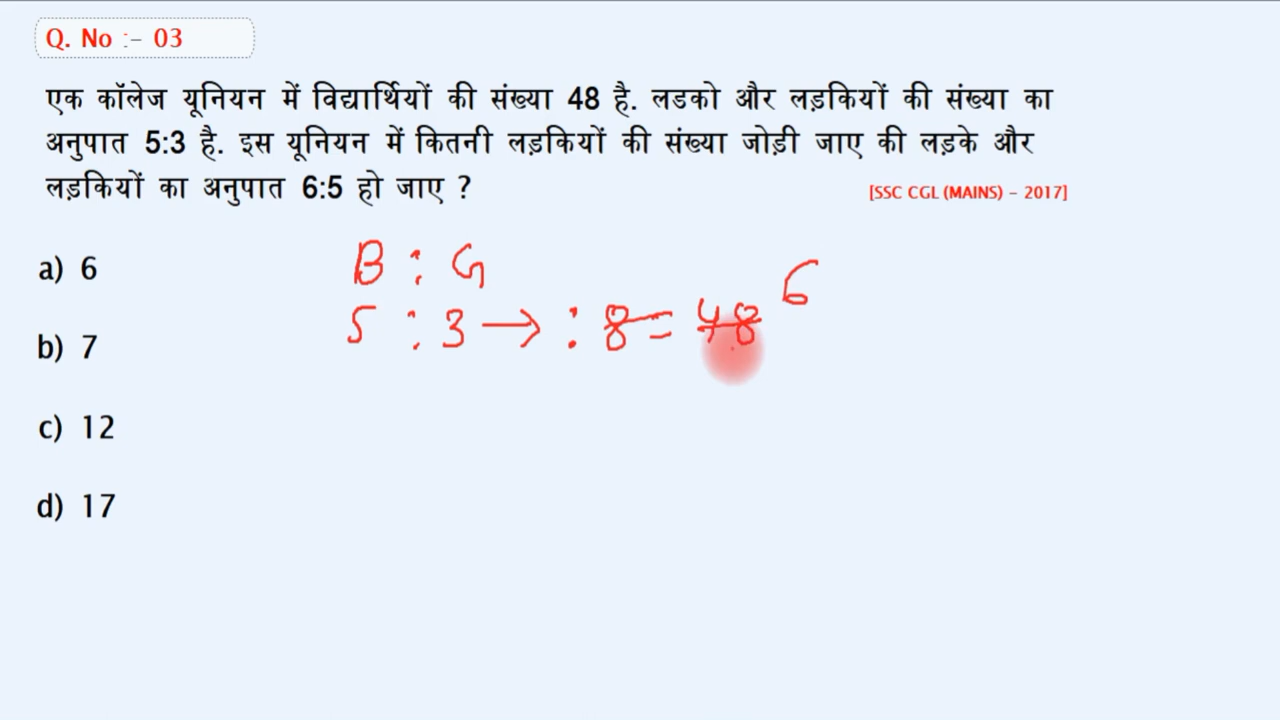 Q. No :- 03
एक कॉलेज यूनियन में विद्यार्थियों की संख्या 48 है. लडको और लड़कियों की संख्या का
अनुपात 5:3 है. इस यूनियन में कितनी लड़कियों की संख्या जोड़ी जाए की लड़के और
लड़कियों का अनुपात 6:5 हो जाए ?
[SSC CGL (MAINS) - 2017]
a) 6
B : G
6
5 : 3 → : 8 = 48
b) 7
c) 12
d) 17